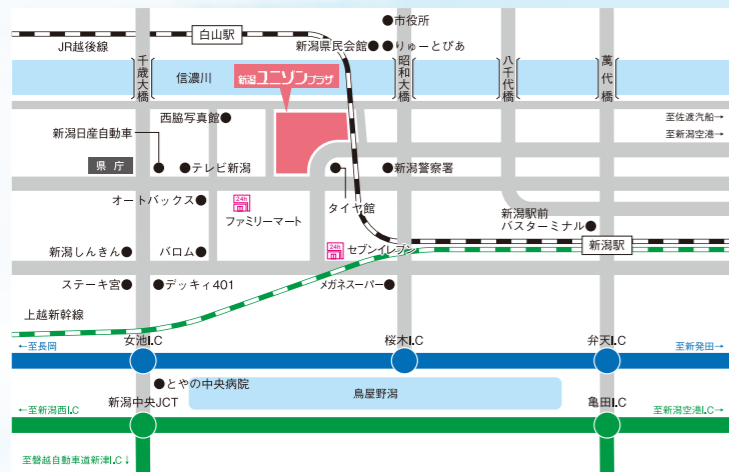 市役所
白山駅
JR越後線
新潟県民会館
りゅーとぴあ
千歳大橋
信濃川
新潟ユニゾンプラザ
昭和大橋
八千代橋
萬代橋
西脇写真館
至佐渡汽船→
新潟日産自動車
至新潟空港→
県庁
テレビ新潟
新潟警察署
オートバックス
24h
タイヤ館
ファミリーマート
新潟駅前
バスターミナル
新潟しんきん
バロム
24h
セブンイレブン
新潟駅
ステーキ宮
デッキィ401
メガネスーパー
上越新幹線
女池I.C
桜木I.C
弁天I.C
←至長岡
至新発田→
とやの中央病院
鳥屋野潟
新潟中央JCT
亀田I.C
←至新潟西I.C
至新潟空港I.C→
至磐越自動車道新津I.C↓